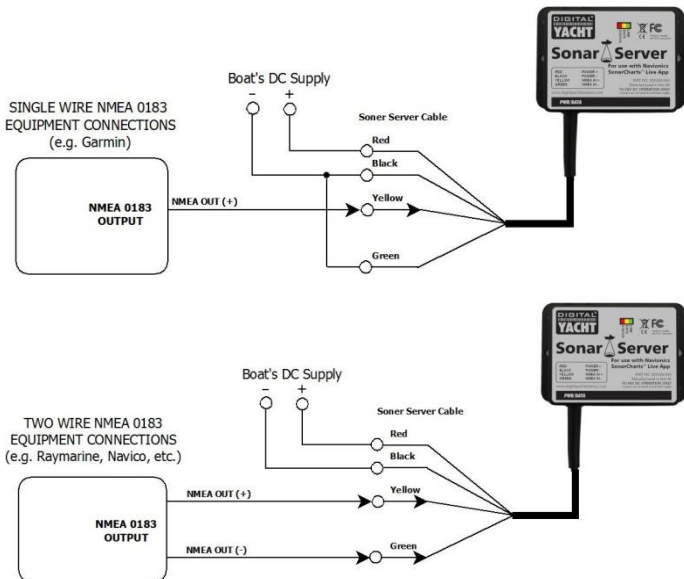 DIGITAL
YACHT
Sonar Server
For use with Navionics
SonarCharts™ Live App
RED POWER +
BLACK POWER -
YELLOW NMEA IN+
GREEN NMEA IN-
PWR DATA
Boat's DC Supply
- +
SINGLE WIRE NMEA 0183
EQUIPMENT CONNECTIONS
(e.g. Garmin)
Soner Server Cable
Red
Black
NMEA 0183
OUTPUT
NMEA OUT (+)
Yellow
Green
DIGITAL
YACHT
Sonar Server
For use with Navionics
SonarCharts™ Live App
RED POWER +
BLACK POWER -
YELLOW NMEA IN+
GREEN NMEA IN-
PWR DATA
Boat's DC Supply
- +
Soner Server Cable
TWO WIRE NMEA 0183
EQUIPMENT CONNECTIONS
(e.g. Raymarine, Navico, etc.)
Red
Black
NMEA OUT (+)
Yellow
NMEA 0183
OUTPUT
NMEA OUT (-)
Green